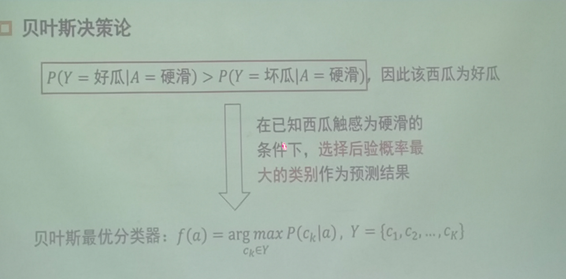 贝叶斯决策论
P(Y = 好瓜|A = 硬滑) > P(Y = 坏瓜|A = 硬滑)，因此该西瓜为好瓜
在已知西瓜触感为硬滑的
条件下，选择后验概率最
大的类别作为预测结果
贝叶斯最优分类器：f(a) = arg max P(c_k|a) , Y = {c_1, c_2, …, c_K}
c_k∈Y